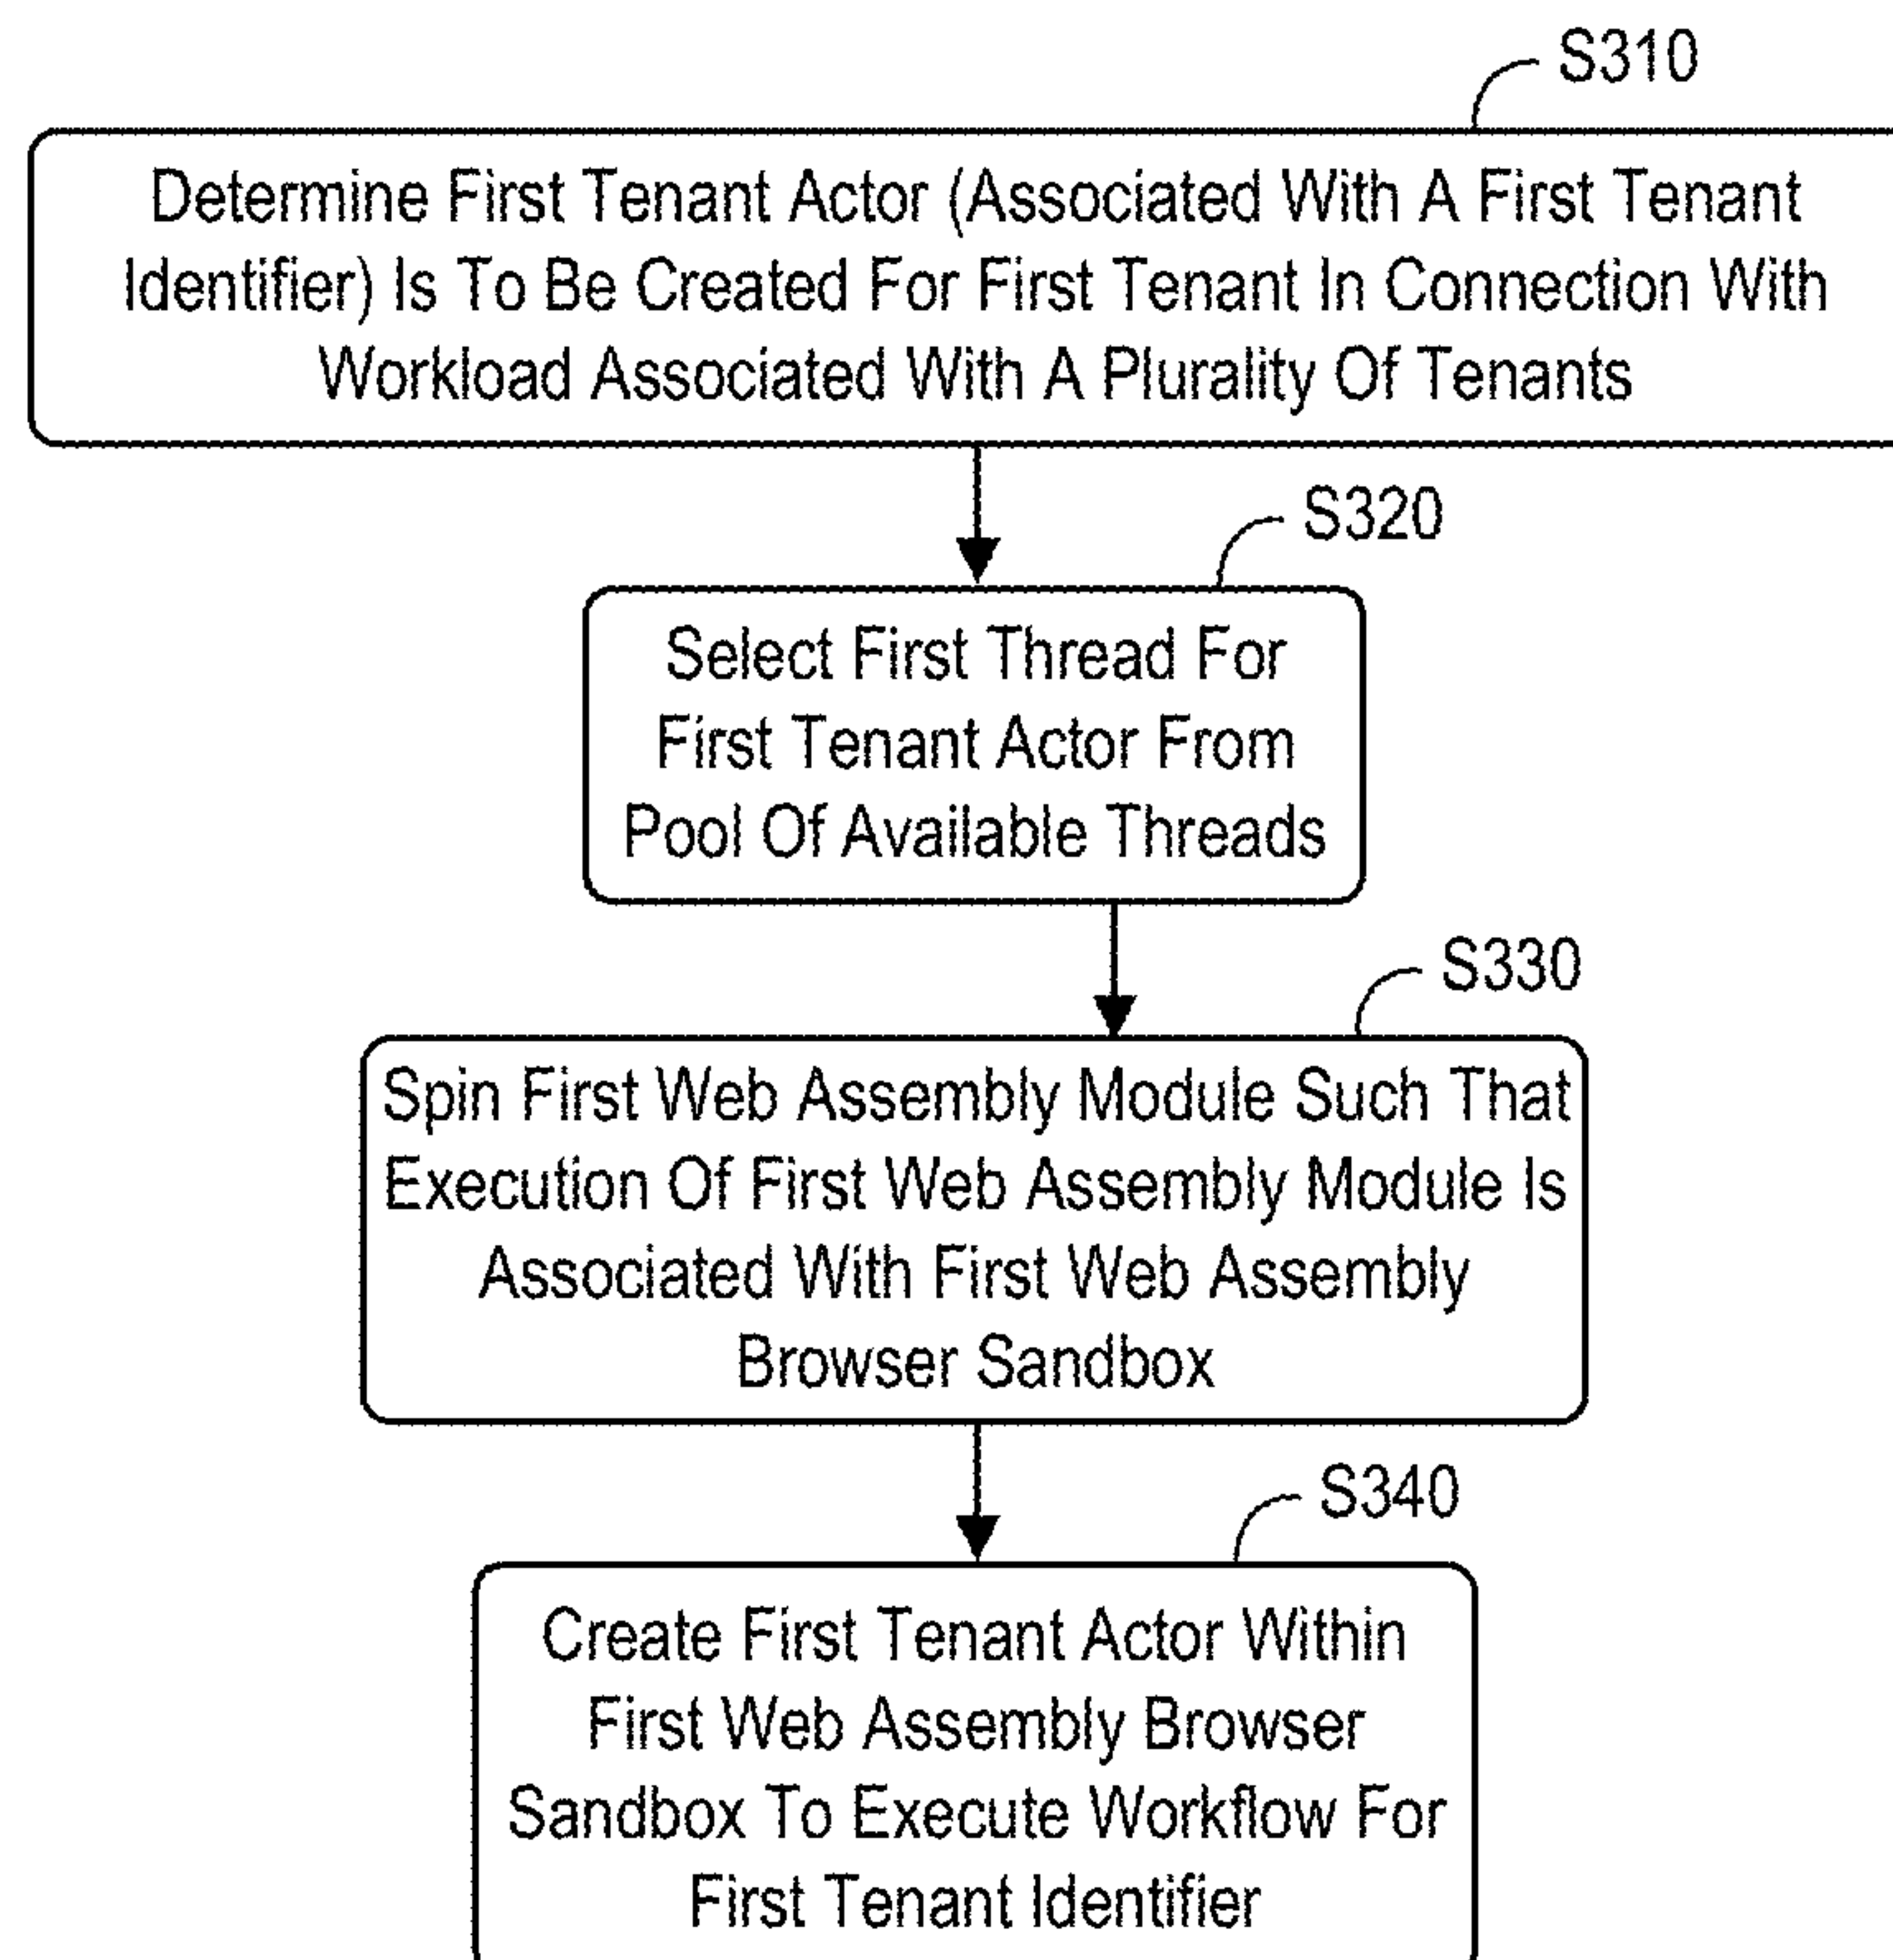 S310
Determine First Tenant Actor (Associated With A First Tenant
Identifier) Is To Be Created For First Tenant In Connection With
Workload Associated With A Plurality Of Tenants
S320
Select First Thread For
First Tenant Actor From
Pool Of Available Threads
S330
Spin First Web Assembly Module Such That
Execution Of First Web Assembly Module Is
Associated With First Web Assembly
Browser Sandbox
S340
Create First Tenant Actor Within
First Web Assembly Browser
Sandbox To Execute Workflow For
First Tenant Identifier